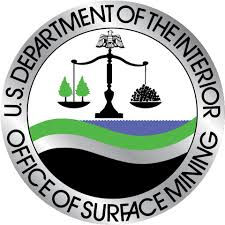 U.S. DEPARTMENT OF THE INTERIOR
OFFICE OF SURFACE MINING